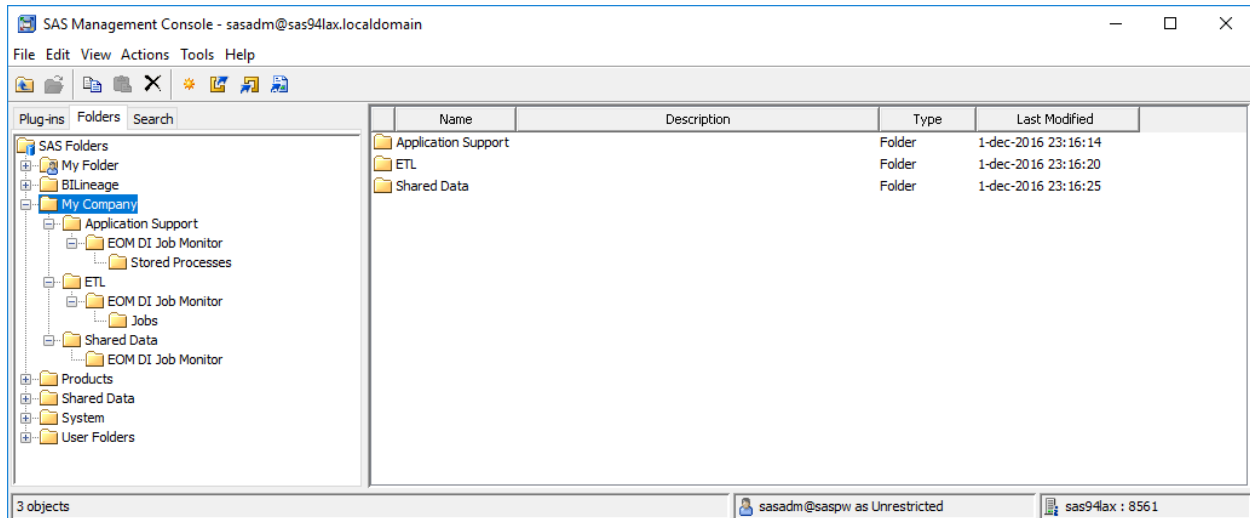 SAS Management Console - sasadm@sas94lax.localdomain
File Edit View Actions Tools Help
Plug-ins Folders Search
SAS Folders
My Folder
BILineage
My Company
Application Support
EOM DI Job Monitor
Stored Processes
ETL
EOM DI Job Monitor
Jobs
Shared Data
EOM DI Job Monitor
Products
Shared Data
System
User Folders
Name Description Type Last Modified
Application Support Folder 1-dec-2016 23:16:14
ETL Folder 1-dec-2016 23:16:20
Shared Data Folder 1-dec-2016 23:16:25
3 objects sasadm@saspw as Unrestricted sas94lax : 8561